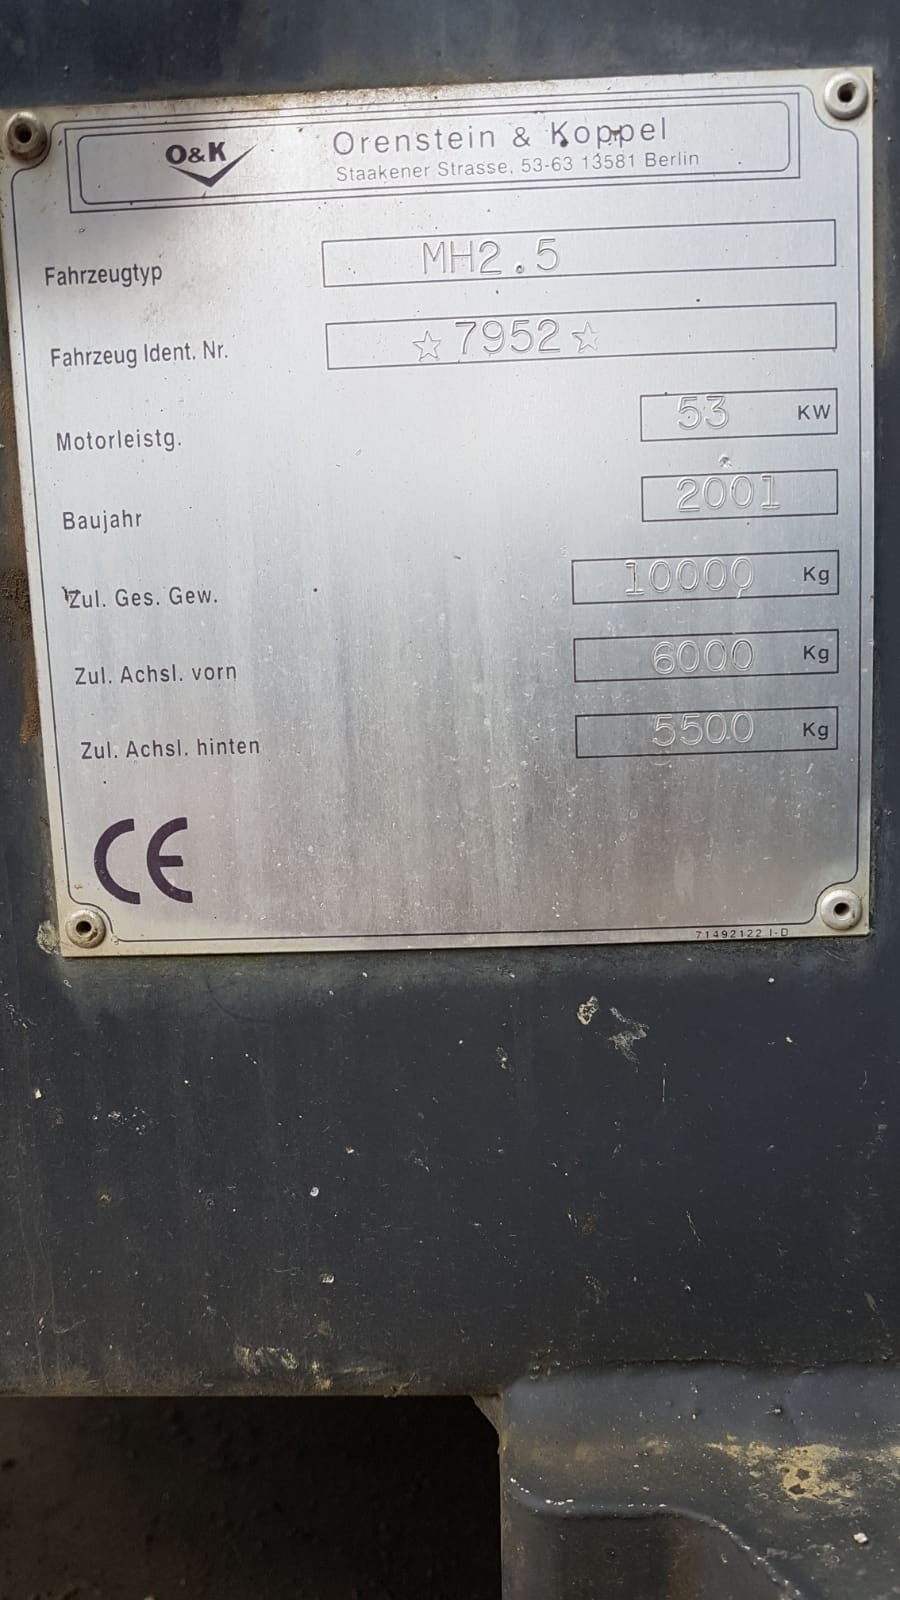 O&K
Orenstein & Koppel
Staakener Strasse. 53-63 13581 Berlin
Fahrzeugtyp MH2.5
Fahrzeug Ident. Nr. ☆7952☆
Motorleistg. 53 KW
Baujahr 2001
Zul. Ges. Gew. 10000 Kg
Zul. Achsl. vorn 6000 Kg
Zul. Achsl. hinten 5500 Kg
CE
71492122 I-D